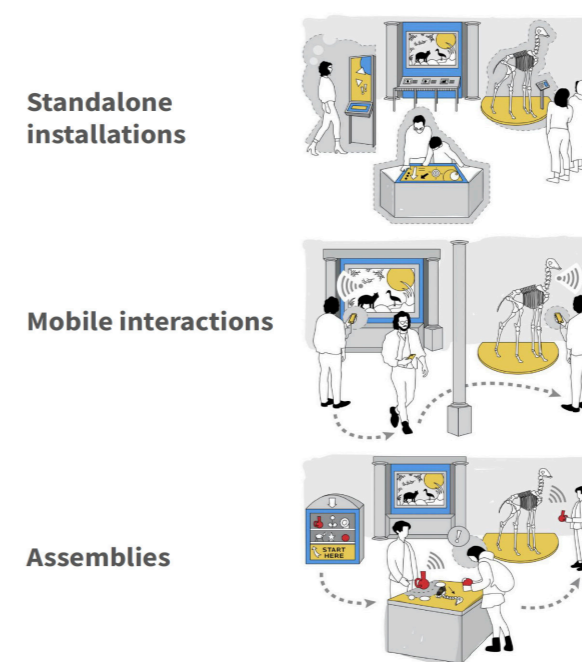 Standalone
installations
Mobile interactions
Assemblies
START
HERE
!